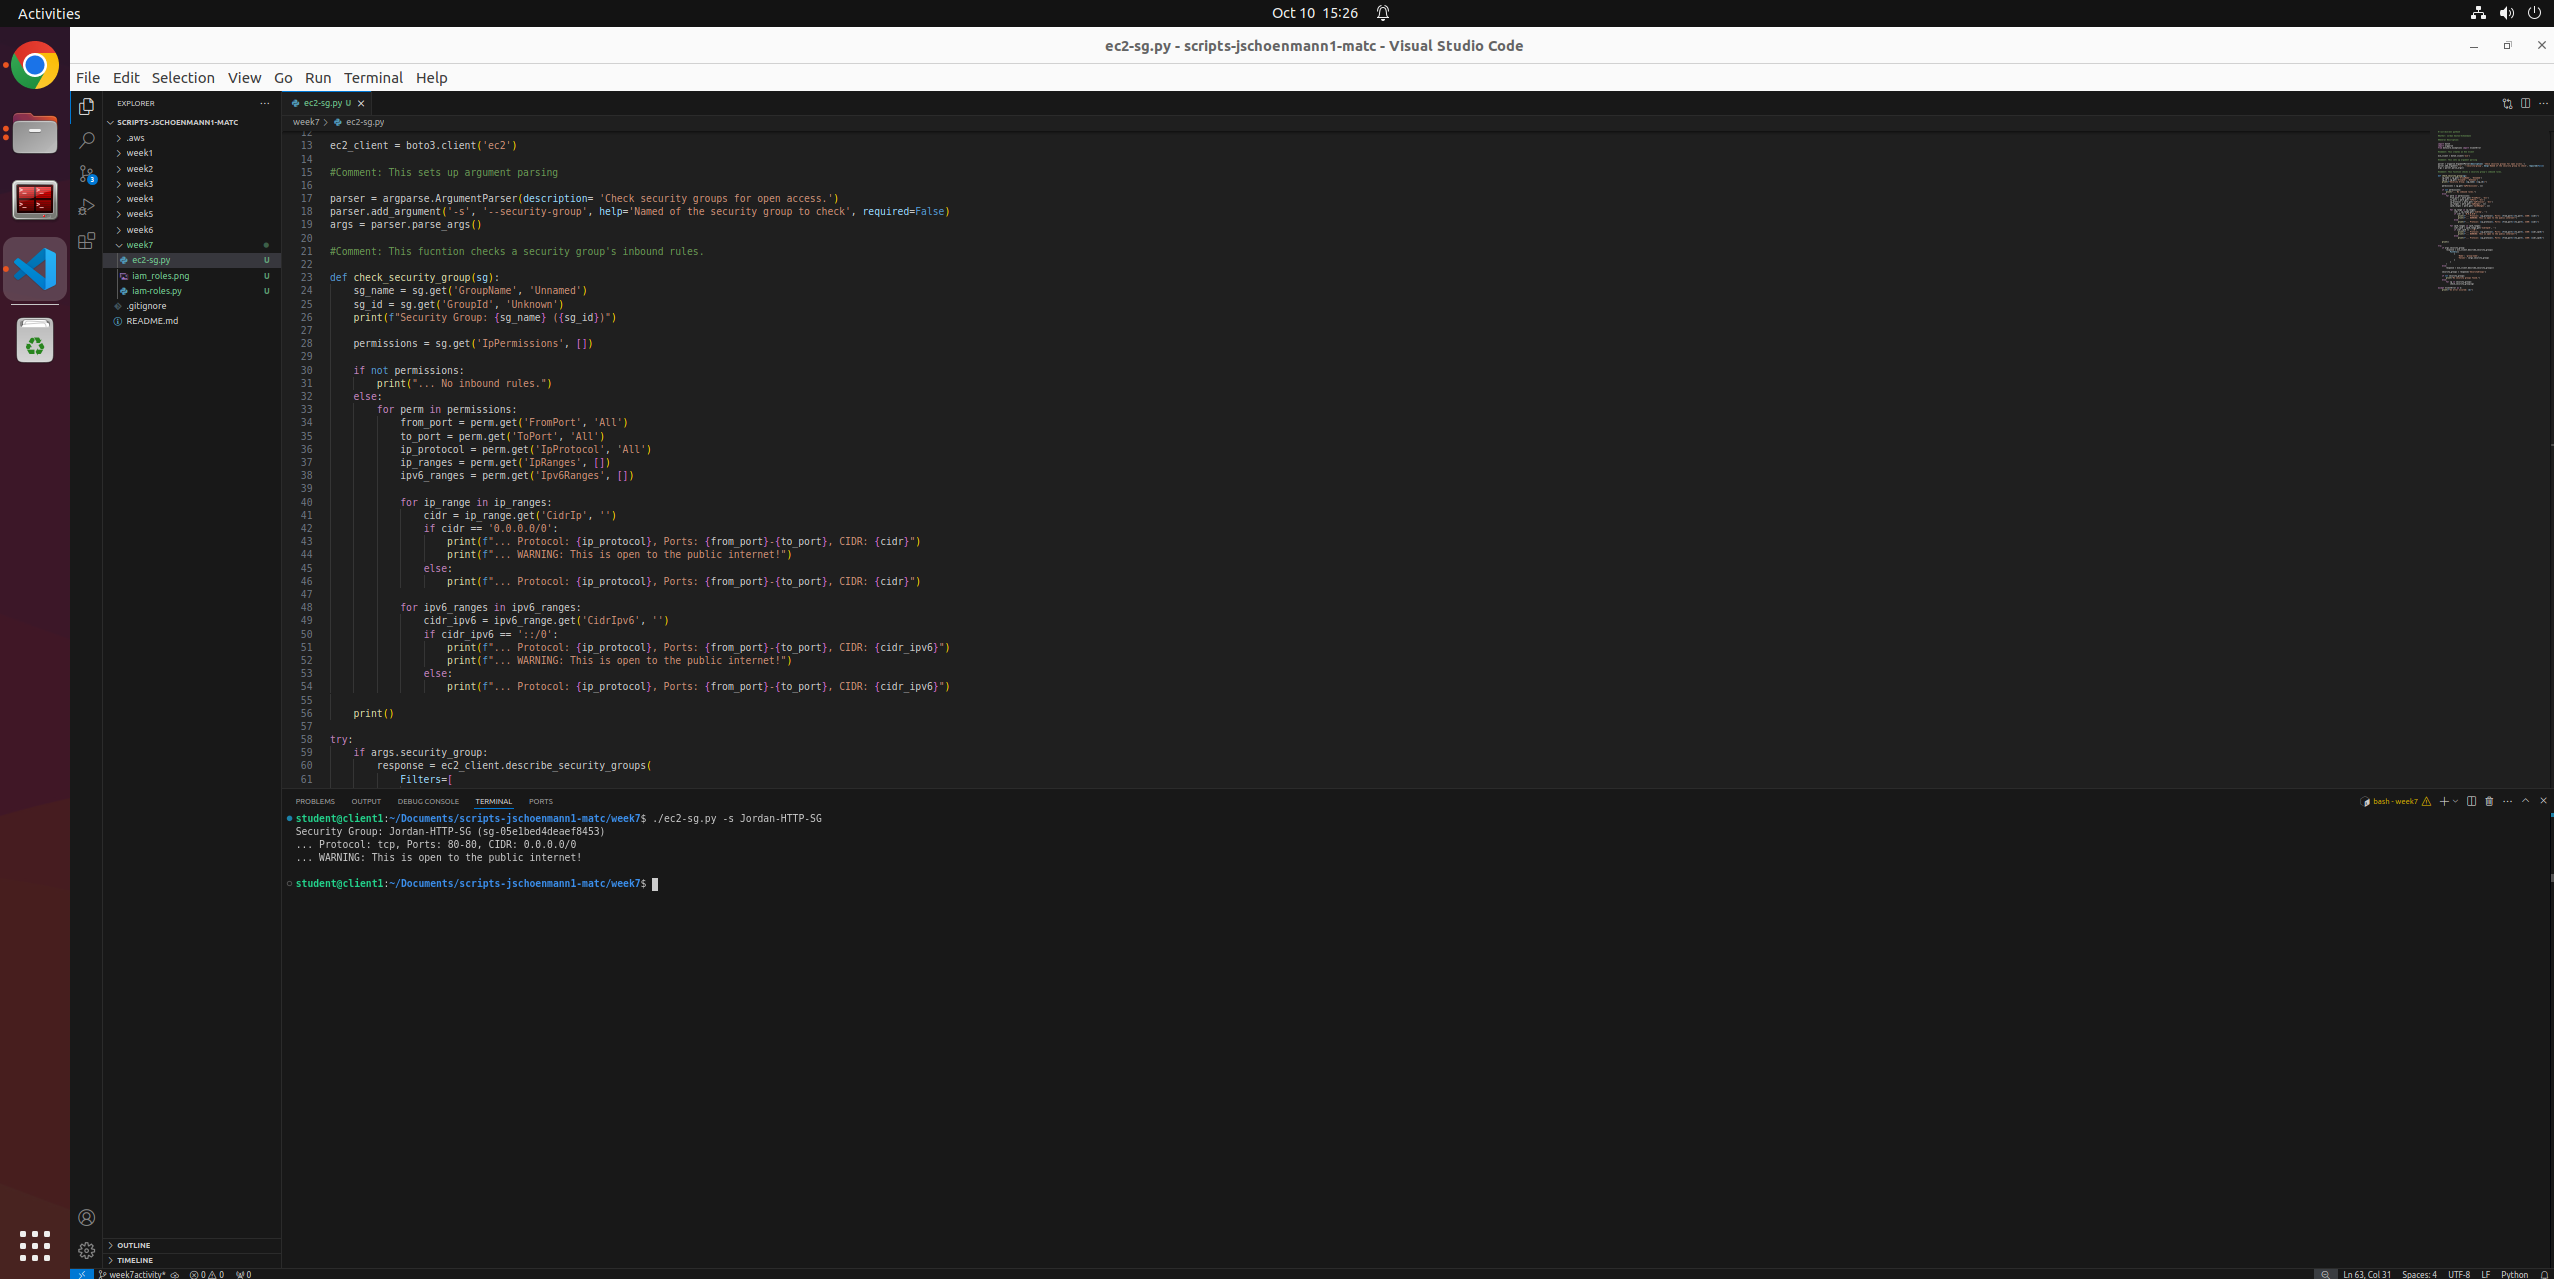 Activities
Oct 10 15:26
ec2-sg.py - scripts-jschoenmann1-matc - Visual Studio Code
File Edit Selection View Go Run Terminal Help
EXPLORER
SCRIPTS-JSCHOENMANN1-MATC
.aws
week1
week2
week3
week4
week5
week6
week7
ec2-sg.py U
iam_roles.png U
iam-roles.py U
.gitignore
README.md
OUTLINE
TIMELINE
3
ec2-sg.py U
week7 > ec2-sg.py
12
13 ec2_client = boto3.client('ec2')
14
15 #Comment: This sets up argument parsing
16
17 parser = argparse.ArgumentParser(description= 'Check security groups for open access.')
18 parser.add_argument('-s', '--security-group', help='Named of the security group to check', required=False)
19 args = parser.parse_args()
20
21 #Comment: This fucntion checks a security group's inbound rules.
22
23 def check_security_group(sg):
24 sg_name = sg.get('GroupName', 'Unnamed')
25 sg_id = sg.get('GroupId', 'Unknown')
26 print(f"Security Group: {sg_name} ({sg_id})")
27
28 permissions = sg.get('IpPermissions', [])
29
30 if not permissions:
31 print("... No inbound rules.")
32 else:
33 for perm in permissions:
34 from_port = perm.get('FromPort', 'All')
35 to_port = perm.get('ToPort', 'All')
36 ip_protocol = perm.get('IpProtocol', 'All')
37 ip_ranges = perm.get('IpRanges', [])
38 ipv6_ranges = perm.get('Ipv6Ranges', [])
39
40 for ip_range in ip_ranges:
41 cidr = ip_range.get('CidrIp', '')
42 if cidr == '0.0.0.0/0':
43 print(f"... Protocol: {ip_protocol}, Ports: {from_port}-{to_port}, CIDR: {cidr}")
44 print(f"... WARNING: This is open to the public internet!")
45 else:
46 print(f"... Protocol: {ip_protocol}, Ports: {from_port}-{to_port}, CIDR: {cidr}")
47
48 for ipv6_ranges in ipv6_ranges:
49 cidr_ipv6 = ipv6_range.get('CidrIpv6', '')
50 if cidr_ipv6 == '::/0':
51 print(f"... Protocol: {ip_protocol}, Ports: {from_port}-{to_port}, CIDR: {cidr_ipv6}")
52 print(f"... WARNING: This is open to the public internet!")
53 else:
54 print(f"... Protocol: {ip_protocol}, Ports: {from_port}-{to_port}, CIDR: {cidr_ipv6}")
55
56 print()
57
58 try:
59 if args.security_group:
60 response = ec2_client.describe_security_groups(
61 Filters=[
PROBLEMS OUTPUT DEBUG CONSOLE TERMINAL PORTS
bash - week7
student@client1:~/Documents/scripts-jschoenmann1-matc/week7$ ./ec2-sg.py -s Jordan-HTTP-SG
Security Group: Jordan-HTTP-SG (sg-05e1bed4deaef8453)
... Protocol: tcp, Ports: 80-80, CIDR: 0.0.0.0/0
... WARNING: This is open to the public internet!
student@client1:~/Documents/scripts-jschoenmann1-matc/week7$
week7activity* 0 0 0
Ln 63, Col 31 Spaces: 4 UTF-8 LF Python